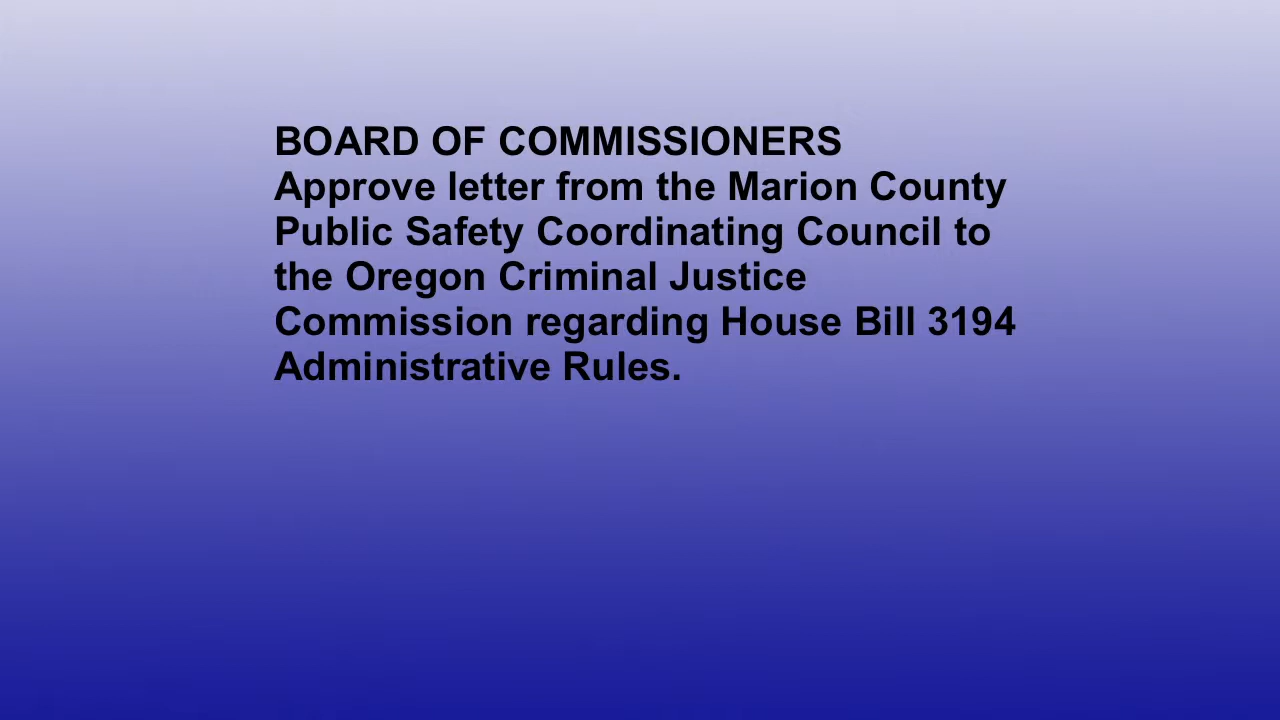 BOARD OF COMMISSIONERS
Approve letter from the Marion County
Public Safety Coordinating Council to
the Oregon Criminal Justice
Commission regarding House Bill 3194
Administrative Rules.